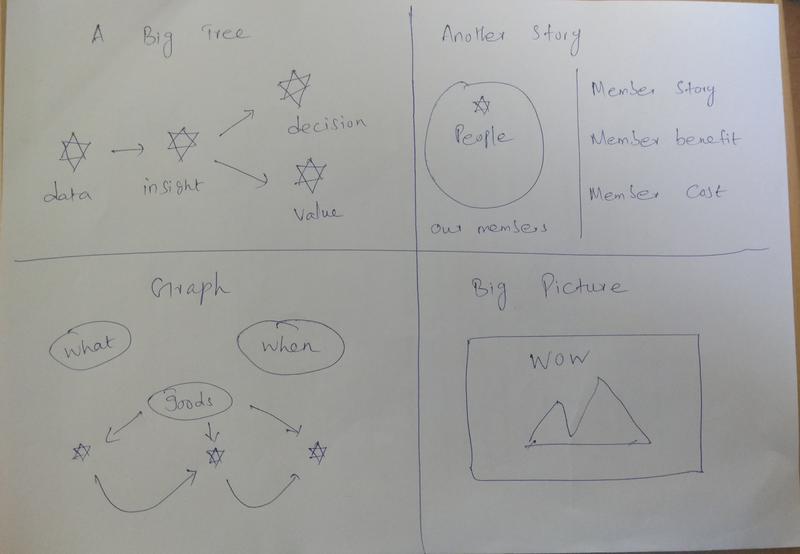 A Big Tree
data
insight
decision
value
Another Story
People
our members
Member Story
Member benefit
Member Cost
Graph
what
when
goods
Big Picture
WOW